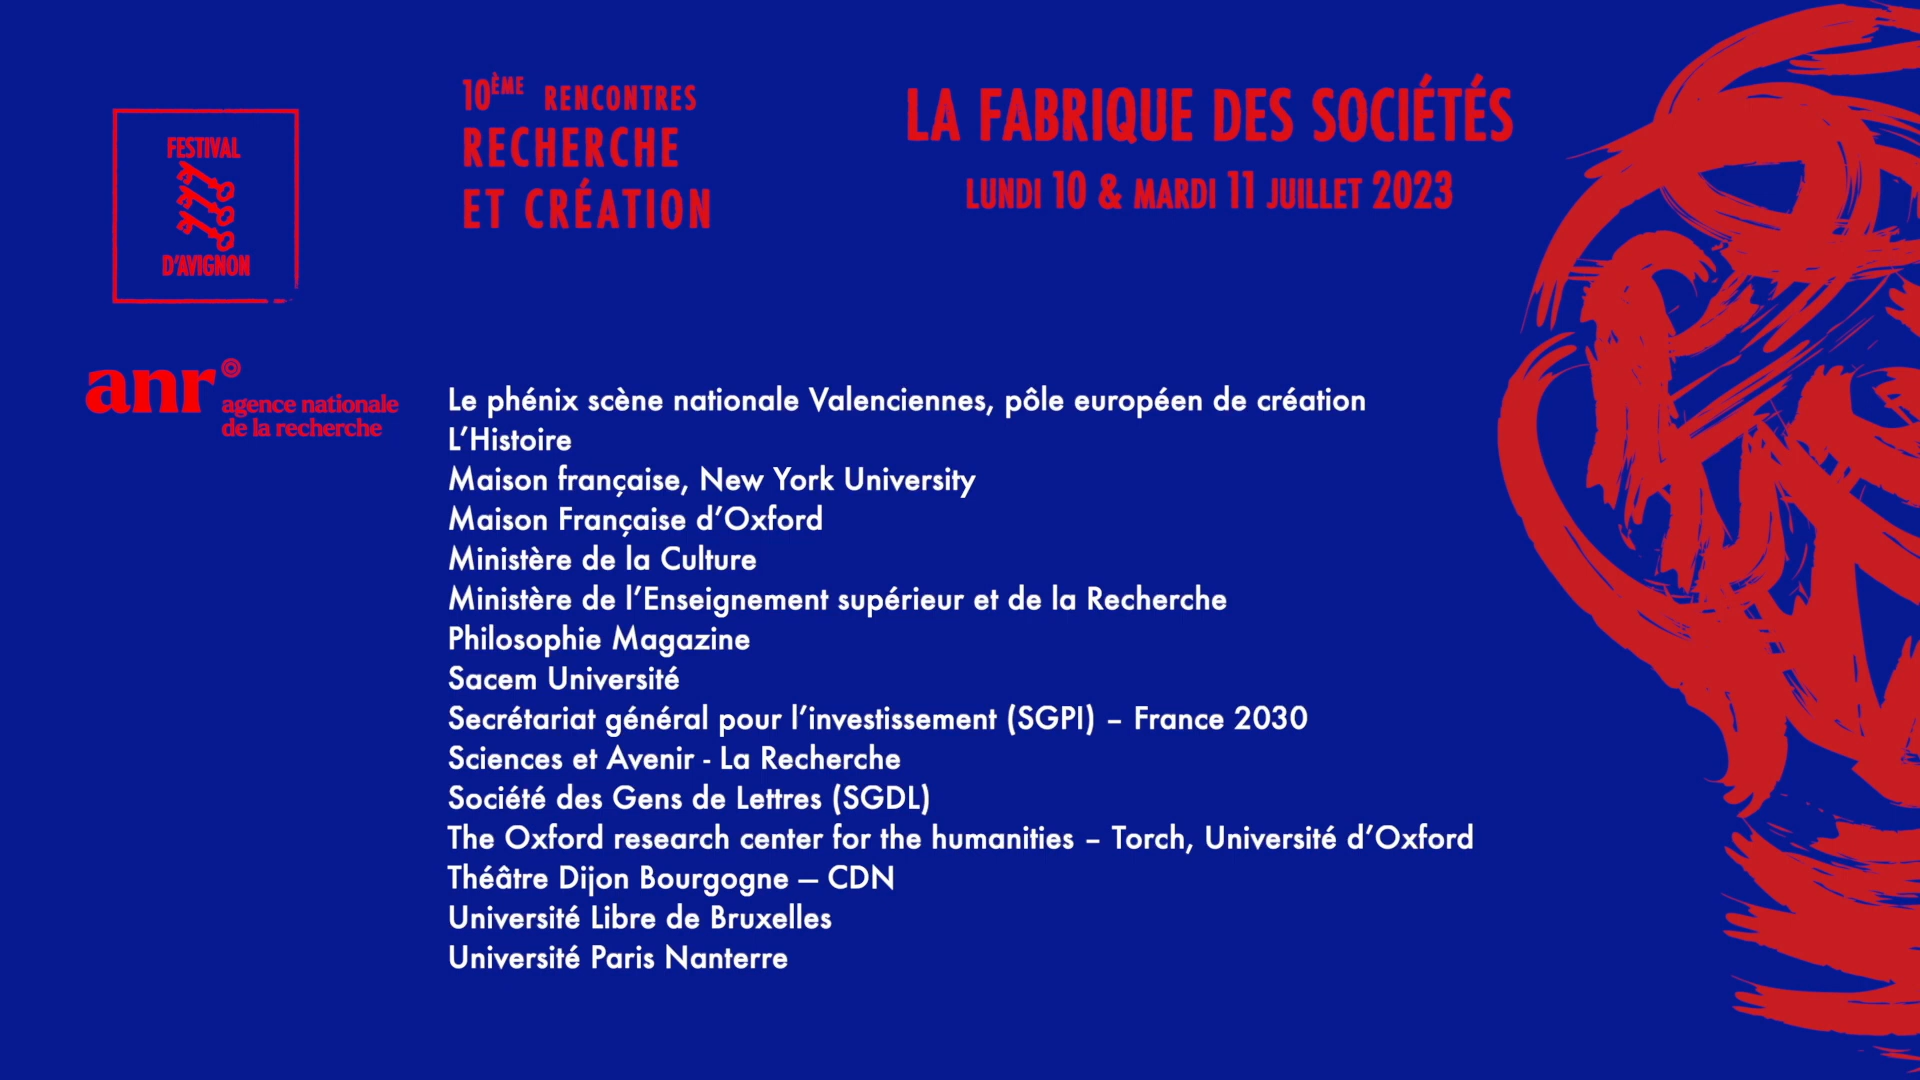 FESTIVAL
D'AVIGNON
10ÈME RENCONTRES
RECHERCHE
ET CRÉATION
LA FABRIQUE DES SOCIÉTÉS
LUNDI 10 & MARDI 11 JUILLET 2023
anr
agence nationale
de la recherche
Le phénix scène nationale Valenciennes, pôle européen de création
L’Histoire
Maison française, New York University
Maison Française d’Oxford
Ministère de la Culture
Ministère de l’Enseignement supérieur et de la Recherche
Philosophie Magazine
Sacem Université
Secrétariat général pour l’investissement (SGPI) – France 2030
Sciences et Avenir - La Recherche
Société des Gens de Lettres (SGDL)
The Oxford research center for the humanities – Torch, Université d’Oxford
Théâtre Dijon Bourgogne — CDN
Université Libre de Bruxelles
Université Paris Nanterre